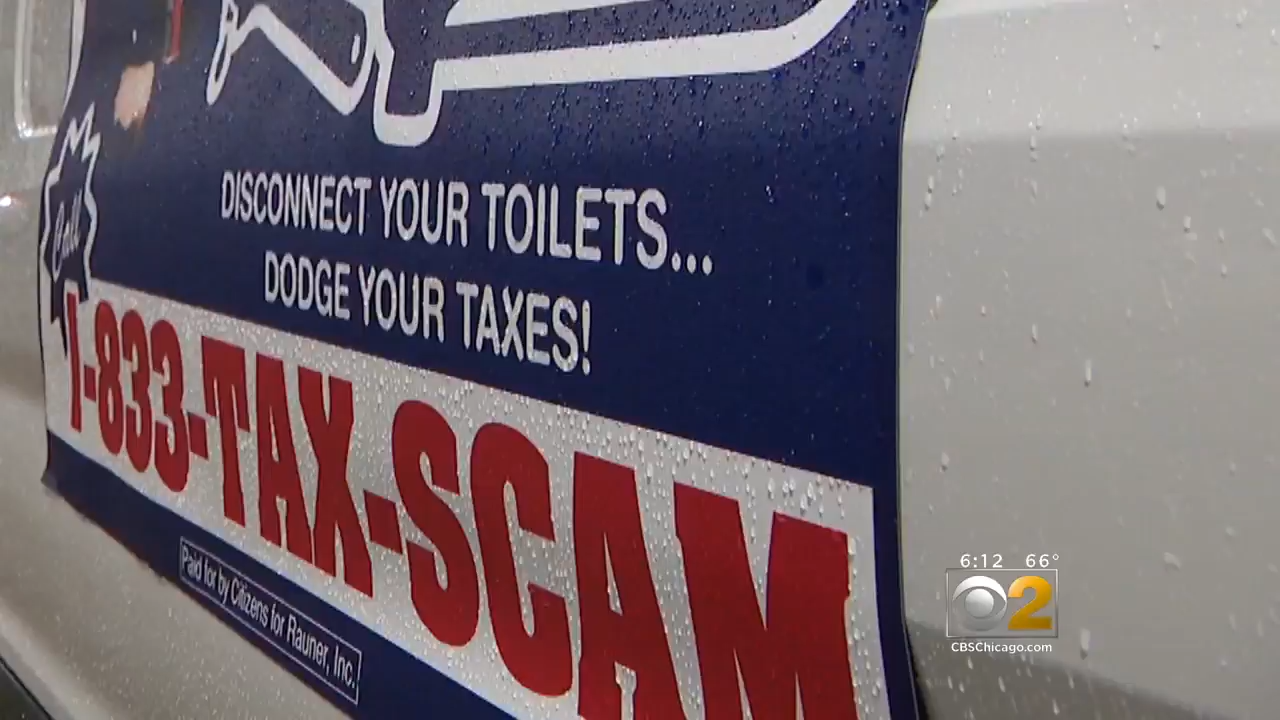 DISCONNECT YOUR TOILETS...
DODGE YOUR TAXES!
Call
1-833-TAX-SCAM
Paid for by Citizens for Rauner, Inc.
6:12 66°
2
CBSChicago.com